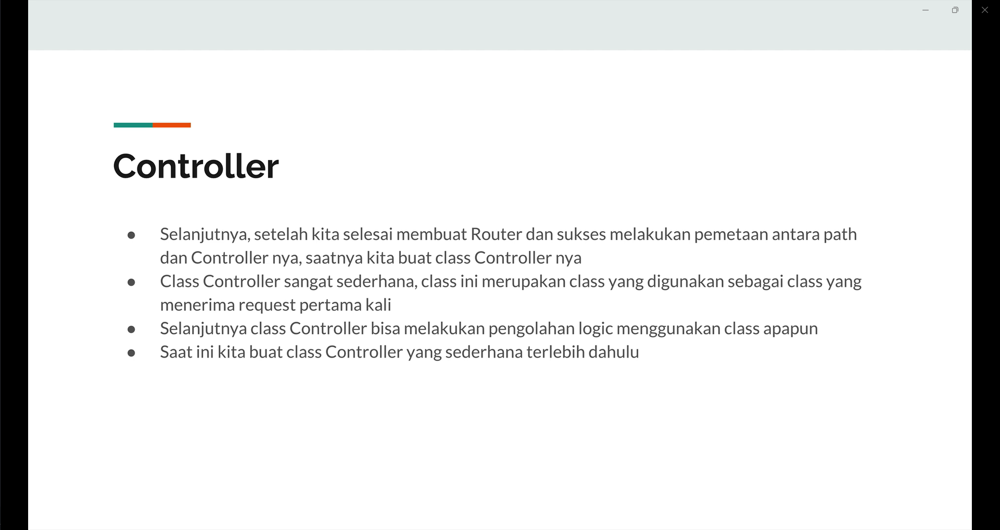 Controller
● Selanjutnya, setelah kita selesai membuat Router dan sukses melakukan pemetaan antara path
dan Controller nya, saatnya kita buat class Controller nya
● Class Controller sangat sederhana, class ini merupakan class yang digunakan sebagai class yang
menerima request pertama kali
● Selanjutnya class Controller bisa melakukan pengolahan logic menggunakan class apapun
● Saat ini kita buat class Controller yang sederhana terlebih dahulu